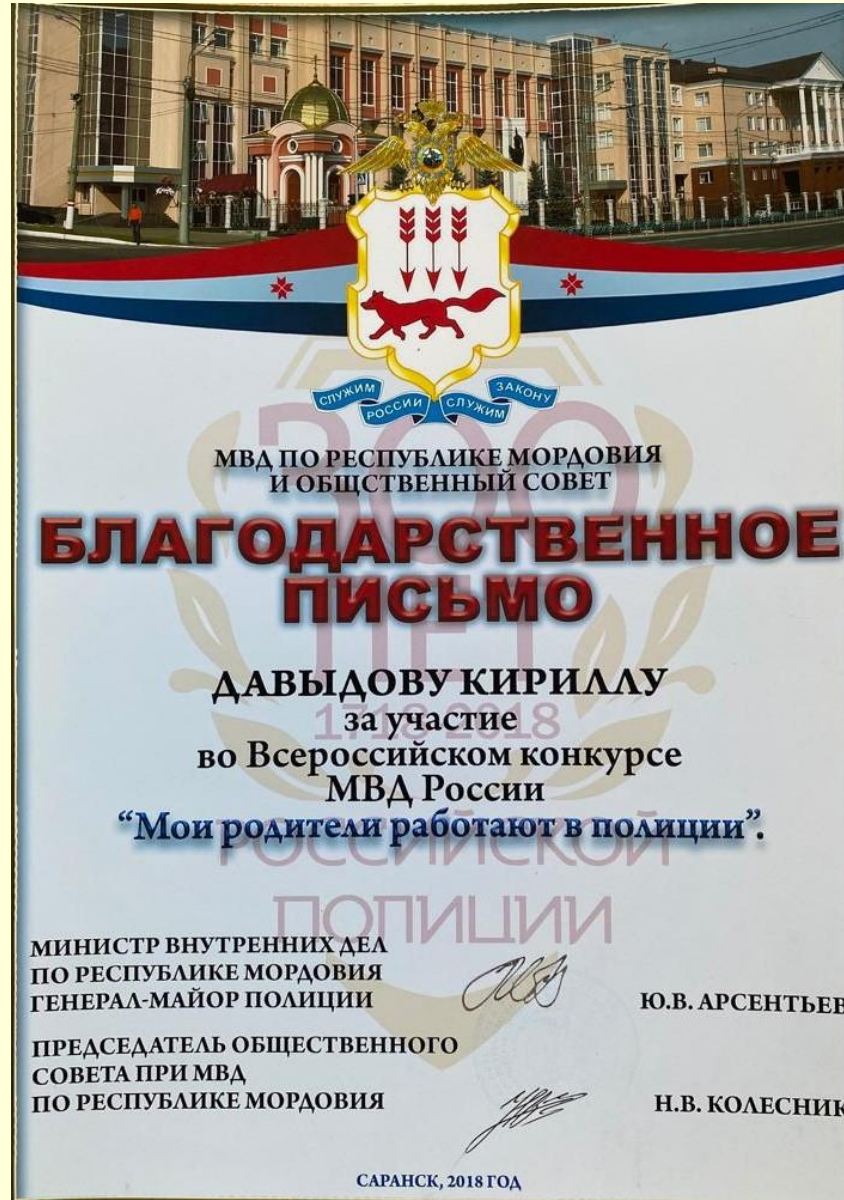 СЛУЖИМ РОССИИ СЛУЖИМ ЗАКОНУ
МВД ПО РЕСПУБЛИКЕ МОРДОВИЯ
И ОБЩСТВЕННЫЙ СОВЕТ
БЛАГОДАРСТВЕННОЕ
ПИСЬМО
ДАВЫДОВУ КИРИЛЛУ
за участие
во Всероссийском конкурсе
МВД России
“Мои родители работают в полиции”.
300
ЛЕТ
1718-2018
РОССИЙСКОЙ
ПОЛИЦИИ
МИНИСТР ВНУТРЕННИХ ДЕЛ
ПО РЕСПУБЛИКЕ МОРДОВИЯ
ГЕНЕРАЛ-МАЙОР ПОЛИЦИИ Ю.В. АРСЕНТЬЕВ
ПРЕДСЕДАТЕЛЬ ОБЩЕСТВЕННОГО
СОВЕТА ПРИ МВД
ПО РЕСПУБЛИКЕ МОРДОВИЯ Н.В. КОЛЕСНИК
САРАНСК, 2018 ГОД